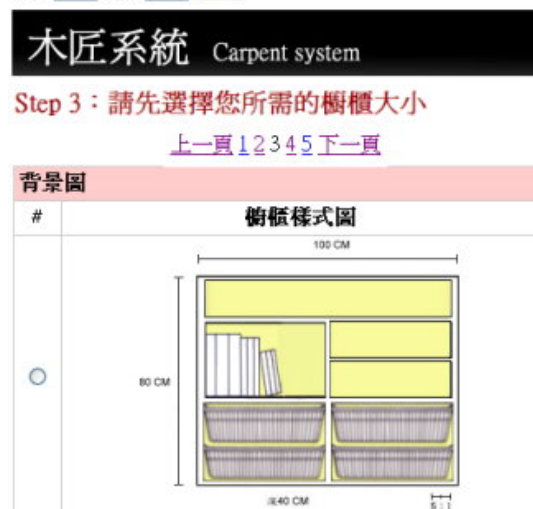 木匠系統 Carpent system
Step 3：請先選擇您所需的櫥櫃大小
上一頁 1 2 3 4 5 下一頁
背景圖
# 櫥櫃樣式圖
100 CM
80 CM
深40 CM